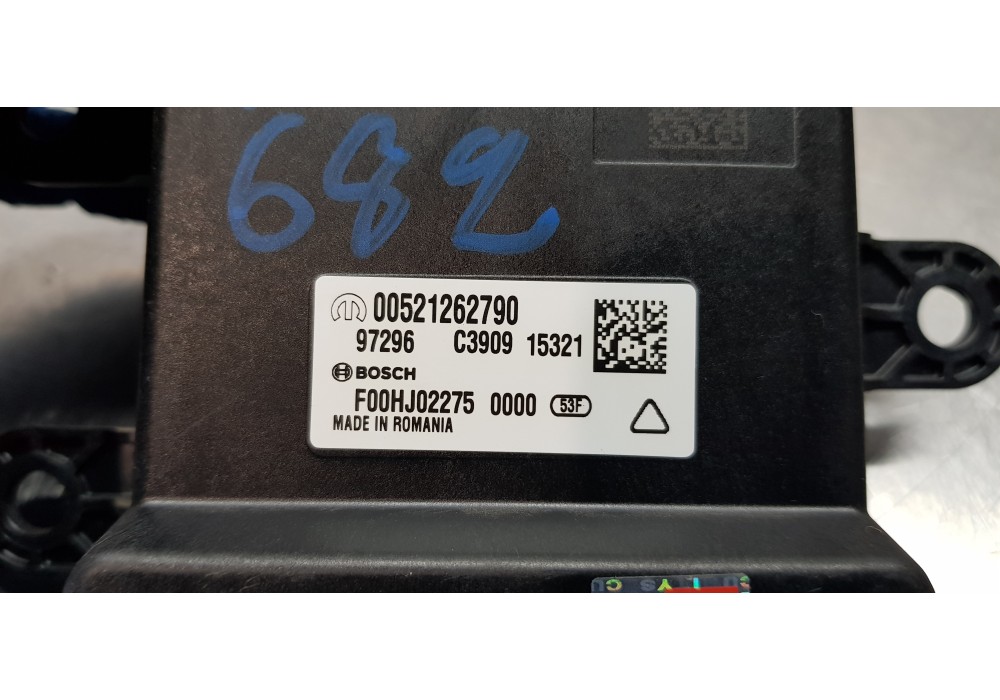 682
00521262790
97296 C3909 15321
BOSCH
F00HJ02275 0000 53F
MADE IN ROMANIA